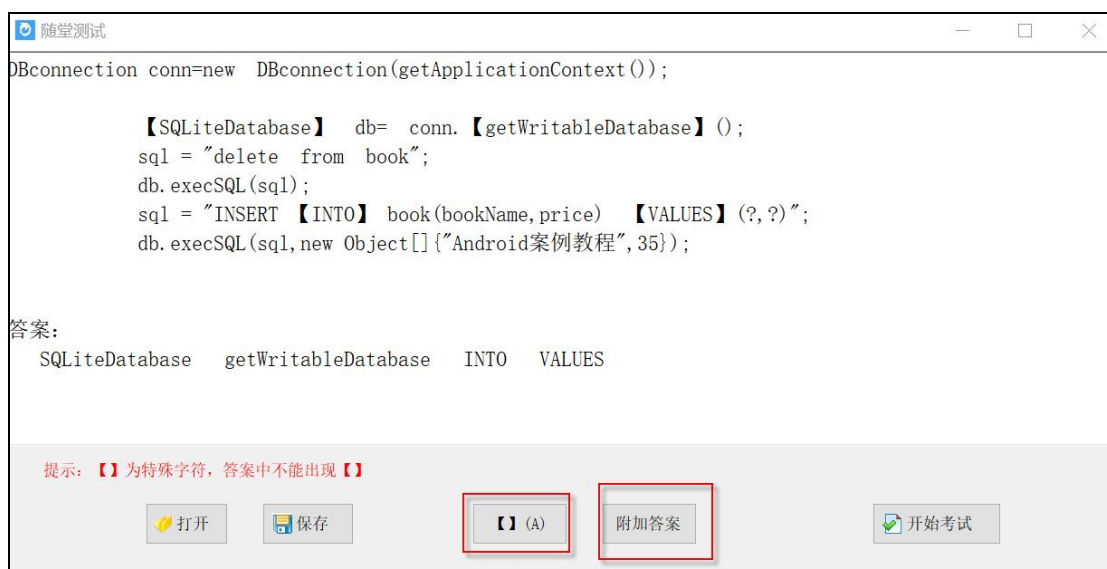 随堂测试
DBconnection conn=new  DBconnection(getApplicationContext());
【SQLiteDatabase】  db=  conn.【getWritableDatabase】();
sql = "delete  from  book";
db.execSQL(sql);
sql = "INSERT 【INTO】 book(bookName,price)  【VALUES】(?,?)";
db.execSQL(sql,new Object[]{"Android案例教程",35});
答案：
SQLiteDatabase   getWritableDatabase   INTO   VALUES
提示：【】为特殊字符，答案中不能出现【】
打开 保存 【】(A) 附加答案 开始考试